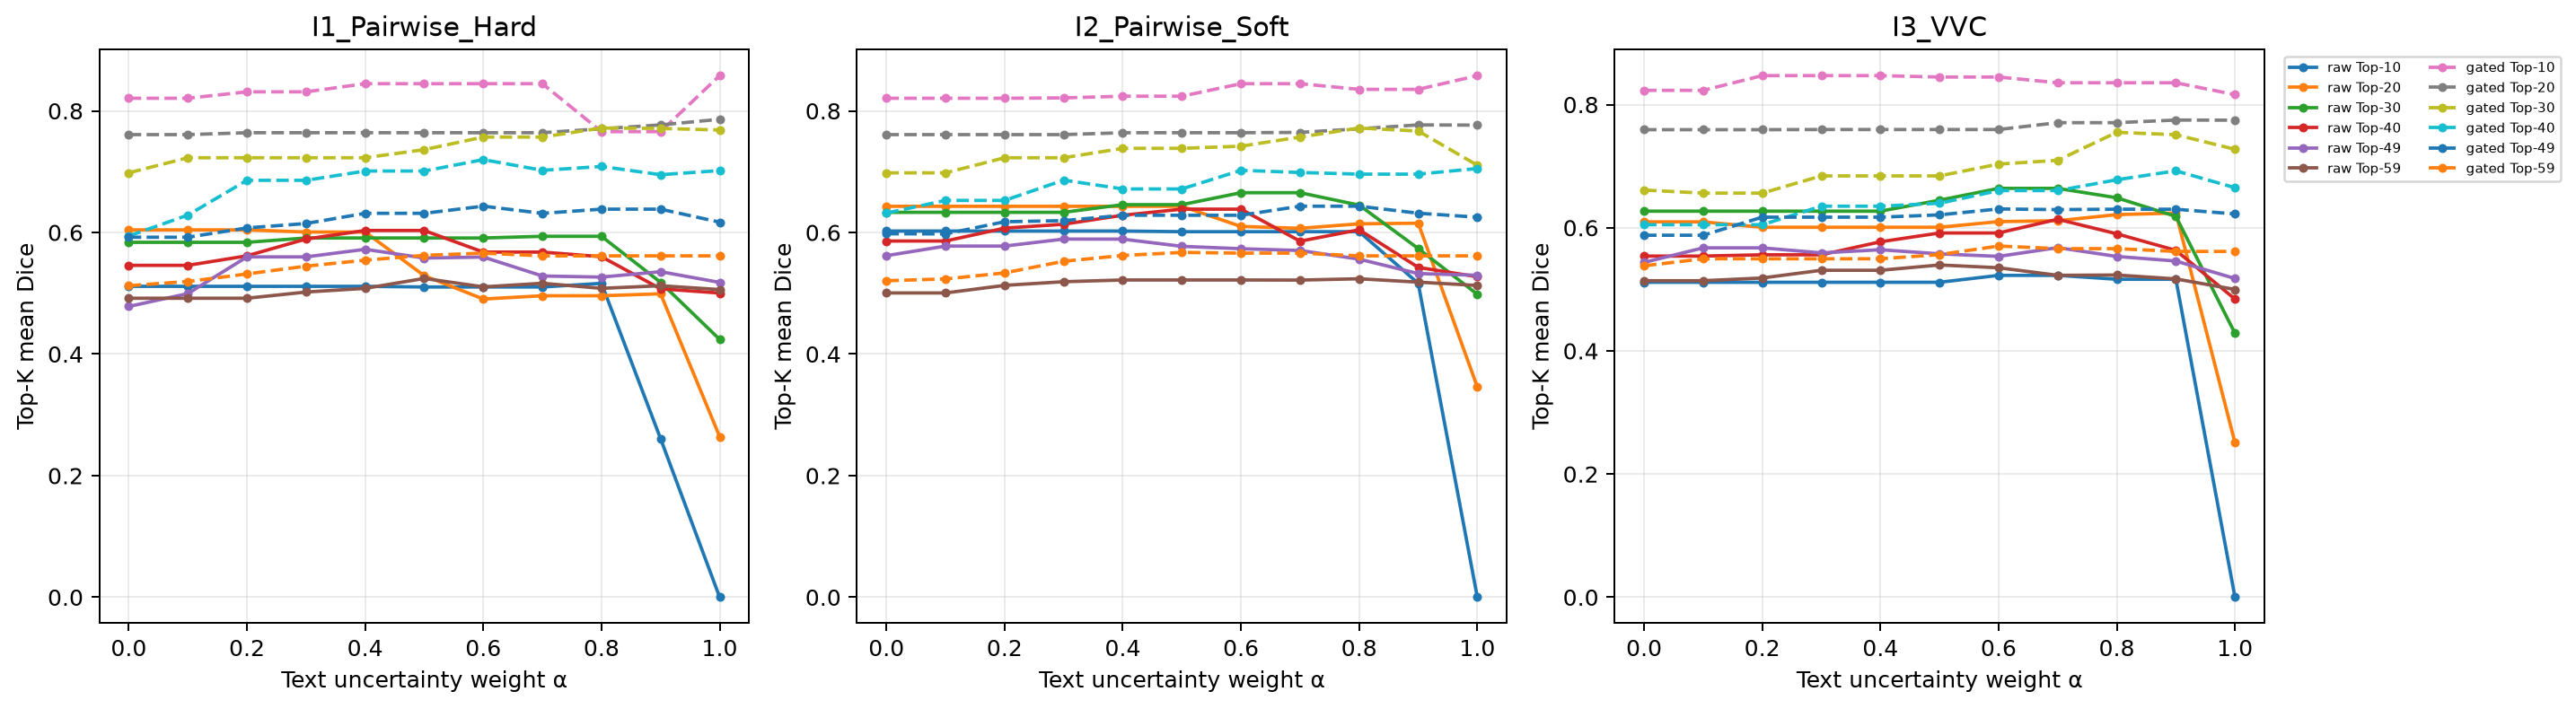 I1_Pairwise_Hard
Top-K mean Dice
0.8
0.6
0.4
0.2
0.0
0.0 0.2 0.4 0.6 0.8 1.0
Text uncertainty weight α
I2_Pairwise_Soft
Top-K mean Dice
0.8
0.6
0.4
0.2
0.0
0.0 0.2 0.4 0.6 0.8 1.0
Text uncertainty weight α
I3_VVC
Top-K mean Dice
0.8
0.6
0.4
0.2
0.0
0.0 0.2 0.4 0.6 0.8 1.0
Text uncertainty weight α
raw Top-10 gated Top-10
raw Top-20 gated Top-20
raw Top-30 gated Top-30
raw Top-40 gated Top-40
raw Top-49 gated Top-49
raw Top-59 gated Top-59